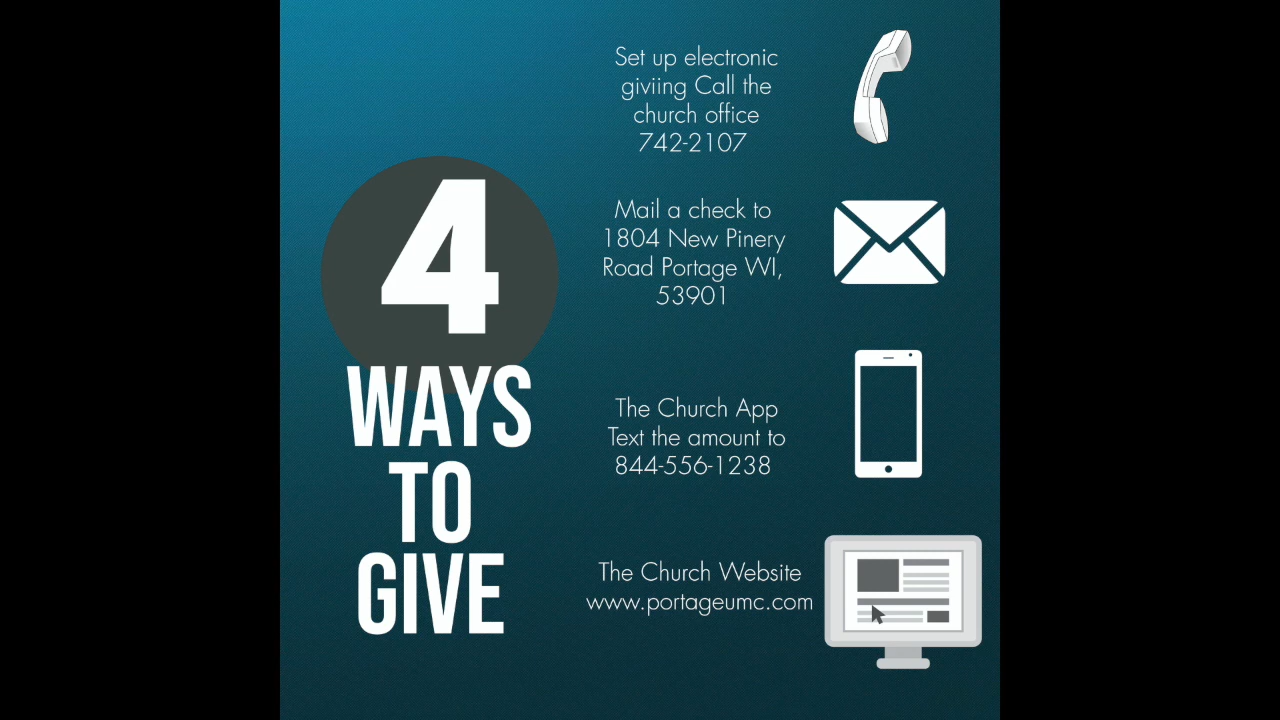 4
WAYS
TO
GIVE
Set up electronic
giviing Call the
church office
742-2107
Mail a check to
1804 New Pinery
Road Portage WI,
53901
The Church App
Text the amount to
844-556-1238
The Church Website
www.portageumc.com